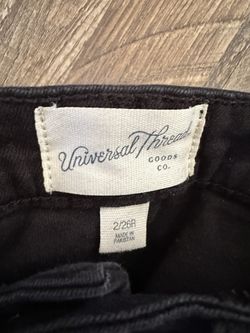 Universal Thread
GOODS
CO.
2/26R
MADE IN
PAKISTAN